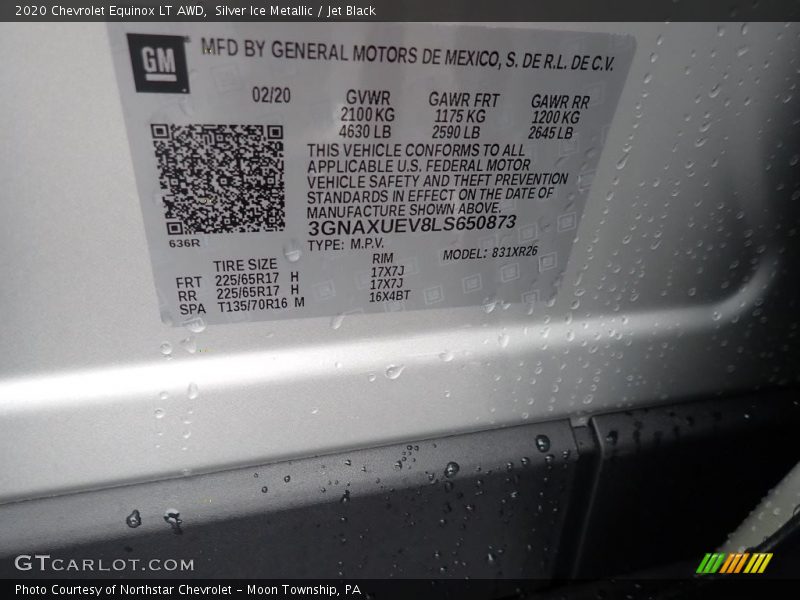 2020 Chevrolet Equinox LT AWD,  Silver Ice Metallic / Jet Black
GM
MFD BY GENERAL MOTORS DE MEXICO, S. DE R.L. DE C.V.
02/20
GVWR
2100 KG
4630 LB
GAWR FRT
1175 KG
2590 LB
GAWR RR
1200 KG
2645 LB
THIS VEHICLE CONFORMS TO ALL
APPLICABLE U.S. FEDERAL MOTOR
VEHICLE SAFETY AND THEFT PREVENTION
STANDARDS IN EFFECT ON THE DATE OF
MANUFACTURE SHOWN ABOVE.
3GNAXUEV8LS650873
TYPE: M.P.V.
MODEL: 831XR26
636R
TIRE SIZE RIM
FRT 225/65R17 H 17X7J
RR 225/65R17 H 17X7J
SPA T135/70R16 M 16X4BT
GTCARLOT.COM
Photo Courtesy of Northstar Chevrolet - Moon Township, PA